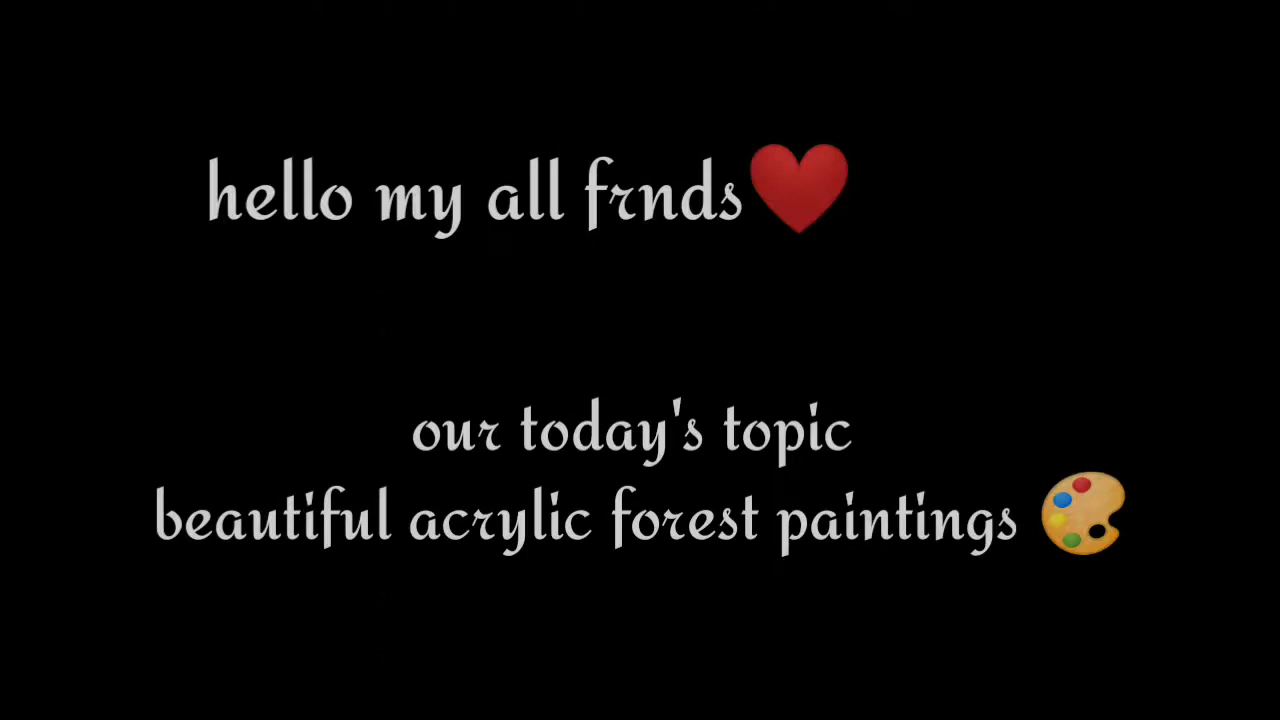 hello my all frnds❤️
our today's topic
beautiful acrylic forest paintings 🎨